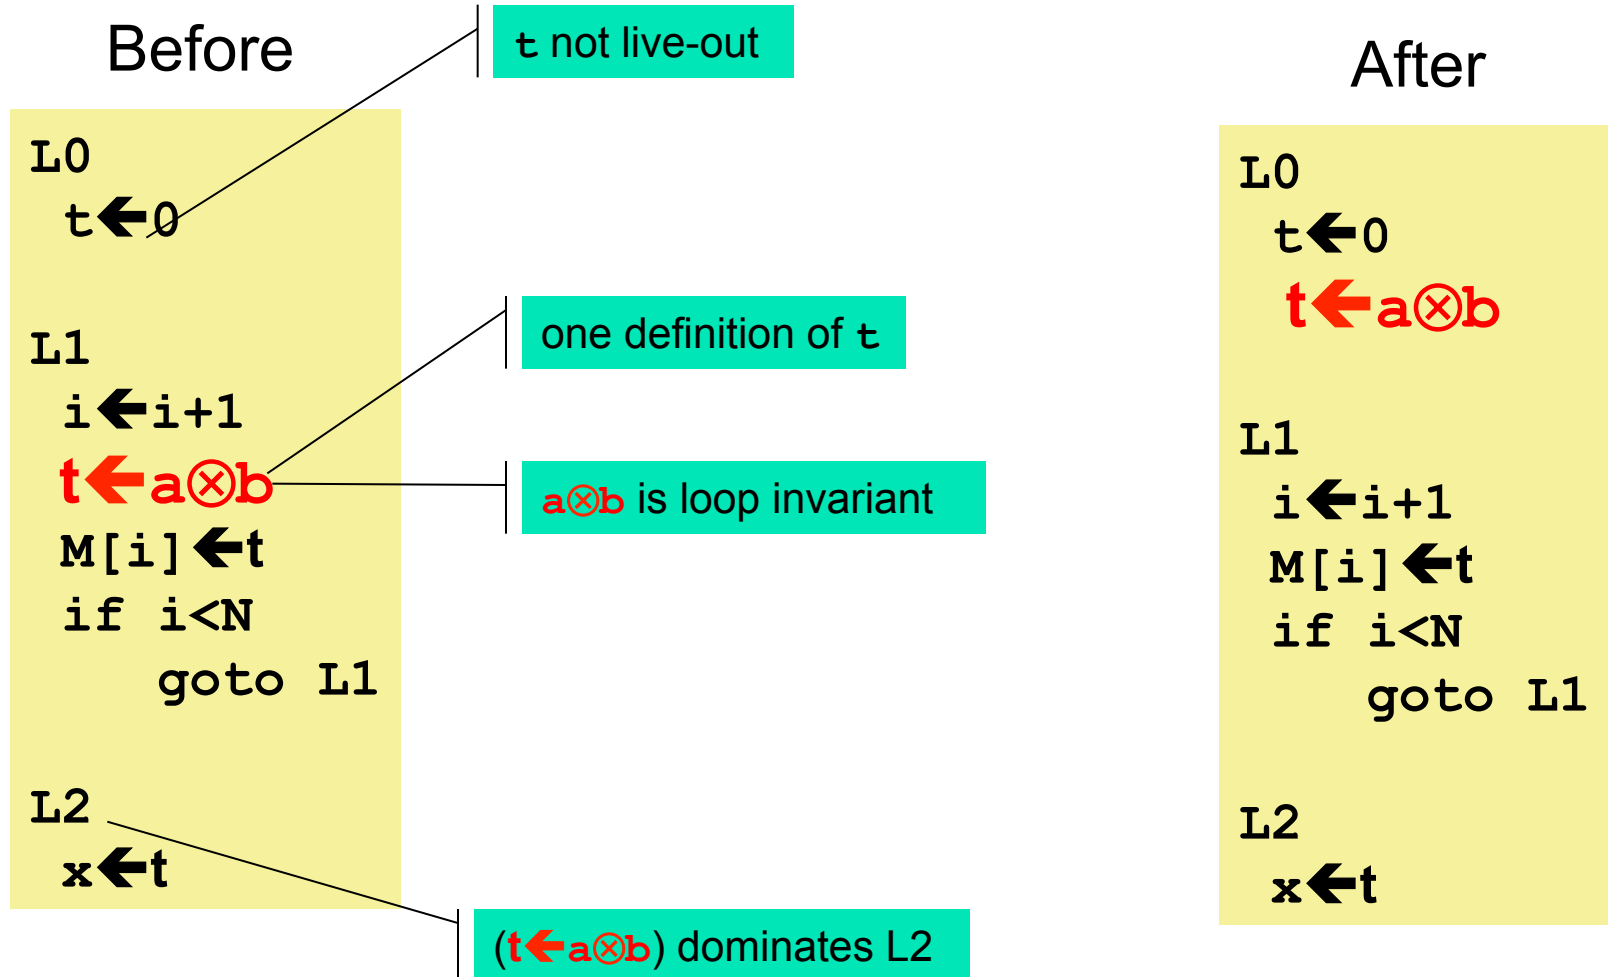 Before
L0
t🡸0
L1
i🡸i+1
t🡸a⊗b
M[i]🡸t
if i<N
goto L1
L2
x🡸t
t not live-out
one definition of t
a⊗b is loop invariant
(t🡸a⊗b) dominates L2
After
L0
t🡸0
t🡸a⊗b
L1
i🡸i+1
M[i]🡸t
if i<N
goto L1
L2
x🡸t